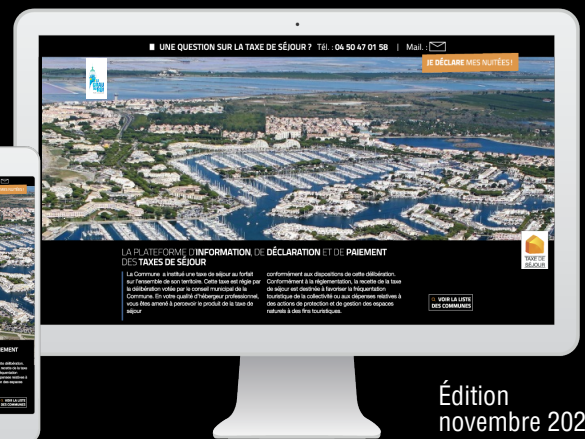 UNE QUESTION SUR LA TAXE DE SÉJOUR ? Tél. : 04 50 47 01 58 | Mail. :
JE DÉCLARE MES NUITÉES !
LA PLATEFORME D'INFORMATION, DE DÉCLARATION ET DE PAIEMENT
DES TAXES DE SÉJOUR
La Commune a institué une taxe de séjour au forfait
sur l'ensemble de son territoire. Cette taxe est régie par
la délibération votée par le conseil municipal de la
Commune. En votre qualité d'hébergeur professionnel,
vous êtes amené à percevoir le produit de la taxe de
séjour
conformément aux dispositions de cette délibération.
Conformément à la réglementation, la recette de la taxe
de séjour est destinée à favoriser la fréquentation
touristique de la collectivité ou aux dépenses relatives à
des actions de protection et de gestion des espaces
naturels à des fins touristiques.
TAXE DE
SÉJOUR
VOIR LA LISTE
DES COMMUNES
EMENT
VOIR LA LISTE
DES COMMUNES
Édition
novembre 202